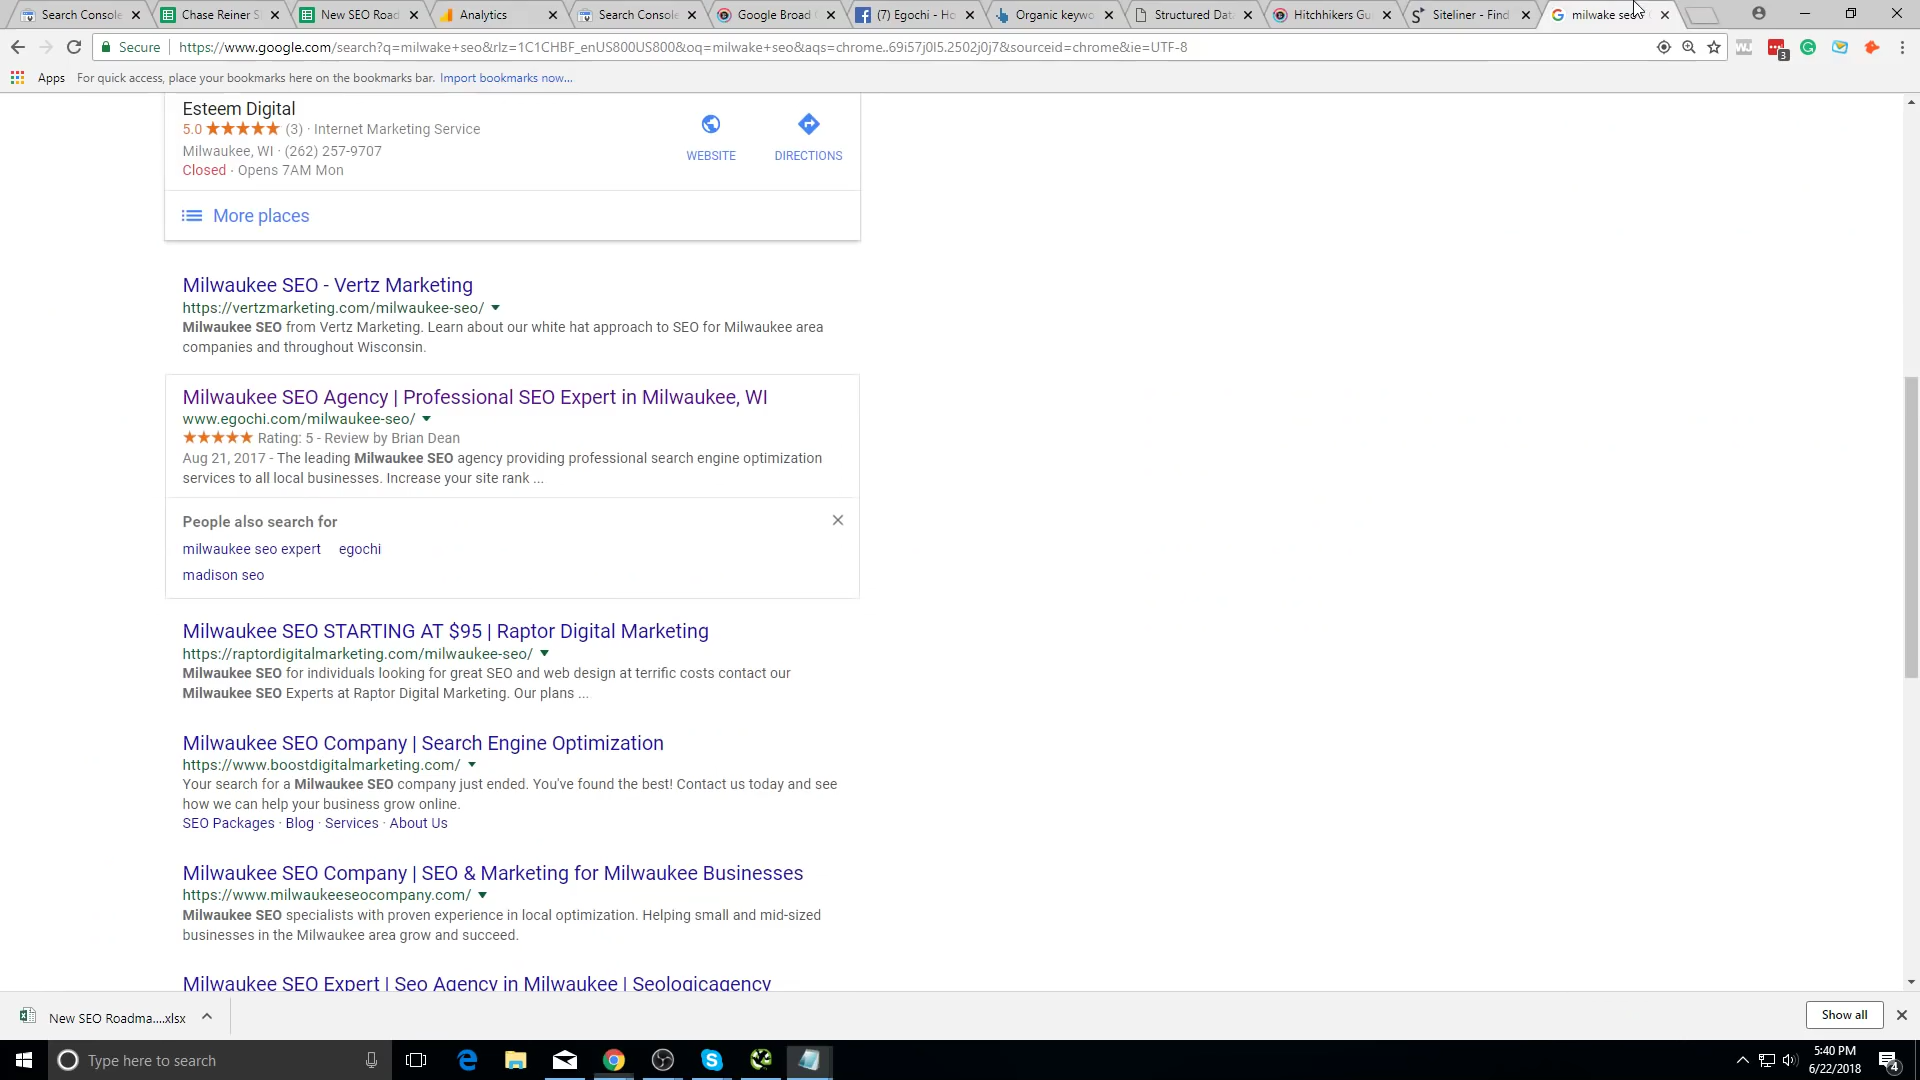 Search Console
Chase Reiner S
New SEO Road
Analytics
Search Console
Google Broad
(7) Egochi - Ho
Organic keywo
Structured Dat
Hitchhikers Gu
Siteliner - Find
milwake seo
Secure
https://www.google.com/search?q=milwake+seo&rlz=1C1CHBF_enUS800US800&oq=milwake+seo&aqs=chrome..69i57j0l5.2502j0j7&sourceid=chrome&ie=UTF-8
3
Apps
For quick access, place your bookmarks here on the bookmarks bar.
Import bookmarks now...
Esteem Digital
5.0 ★★★★★ (3) · Internet Marketing Service
Milwaukee, WI · (262) 257-9707
Closed · Opens 7AM Mon
WEBSITE
DIRECTIONS
More places
Milwaukee SEO - Vertz Marketing
https://vertzmarketing.com/milwaukee-seo/
Milwaukee SEO from Vertz Marketing. Learn about our white hat approach to SEO for Milwaukee area
companies and throughout Wisconsin.
Milwaukee SEO Agency | Professional SEO Expert in Milwaukee, WI
www.egochi.com/milwaukee-seo/
★★★★★ Rating: 5 - Review by Brian Dean
Aug 21, 2017 - The leading Milwaukee SEO agency providing professional search engine optimization
services to all local businesses. Increase your site rank ...
People also search for
milwaukee seo expert
egochi
madison seo
Milwaukee SEO STARTING AT $95 | Raptor Digital Marketing
https://raptordigitalmarketing.com/milwaukee-seo/
Milwaukee SEO for individuals looking for great SEO and web design at terrific costs contact our
Milwaukee SEO Experts at Raptor Digital Marketing. Our plans ...
Milwaukee SEO Company | Search Engine Optimization
https://www.boostdigitalmarketing.com/
Your search for a Milwaukee SEO company just ended. You've found the best! Contact us today and see
how we can help your business grow online.
SEO Packages · Blog · Services · About Us
Milwaukee SEO Company | SEO & Marketing for Milwaukee Businesses
https://www.milwaukeeseocompany.com/
Milwaukee SEO specialists with proven experience in local optimization. Helping small and mid-sized
businesses in the Milwaukee area grow and succeed.
Milwaukee SEO Expert | Seo Agency in Milwaukee | Seologicagency
New SEO Roadma....xlsx
Show all
Type here to search
5:40 PM
6/22/2018
4